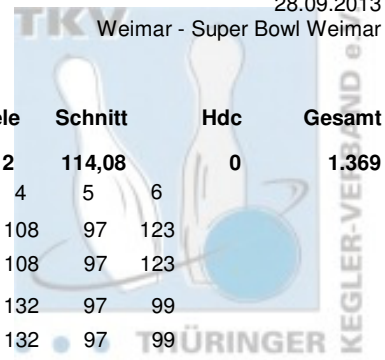 28.09.2013
TKV
Weimar - Super Bowl Weimar
ele Schnitt Hdc Gesamt
2 114,08 0 1.369
4 5 6
108 97 123
108 97 123
132 97 99
132 97 99
THÜRINGER KEGLER-VERBAND e.V.